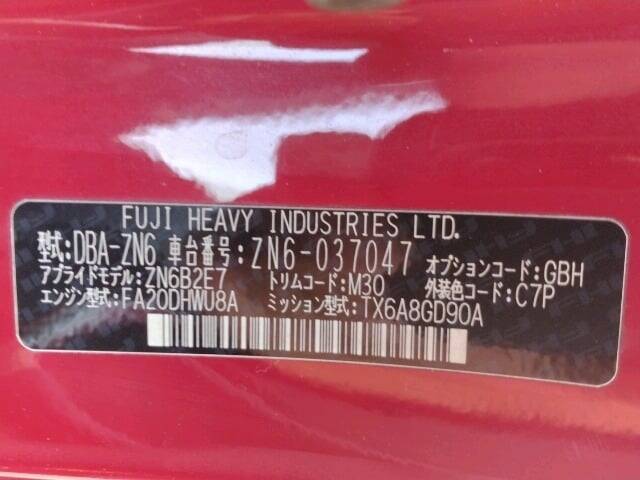 FUJI HEAVY INDUSTRIES LTD.
型式:DBA-ZN6 車台番号:ZN6-037047 オプションコード:GBH
アプライドモデル:ZN6B2E7 トリムコード:M30 外装色コード:C7P
エンジン型式:FA20DHWU8A ミッション型式:TX6A8GD90A